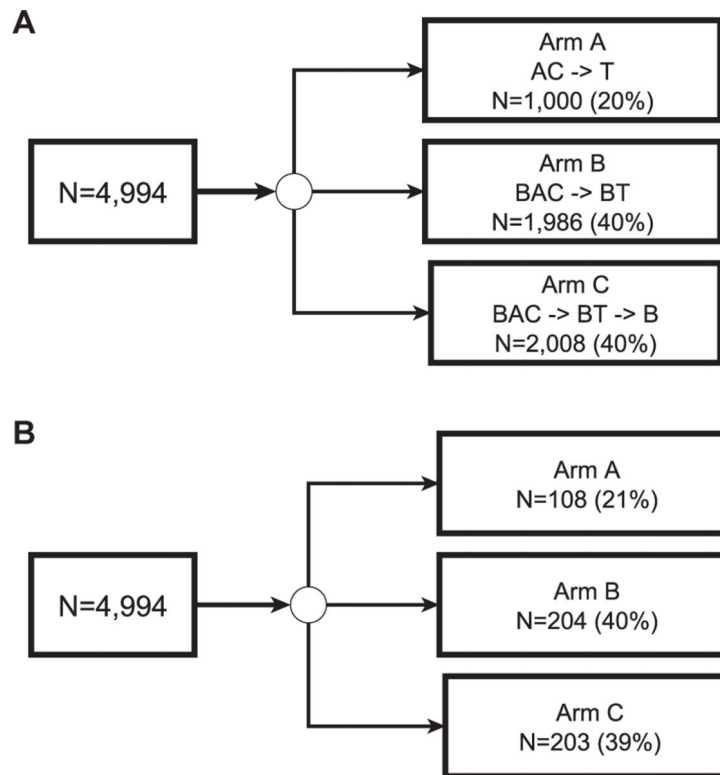 A
N=4,994
Arm A
AC -> T
N=1,000 (20%)
Arm B
BAC -> BT
N=1,986 (40%)
Arm C
BAC -> BT -> B
N=2,008 (40%)
B
N=4,994
Arm A
N=108 (21%)
Arm B
N=204 (40%)
Arm C
N=203 (39%)